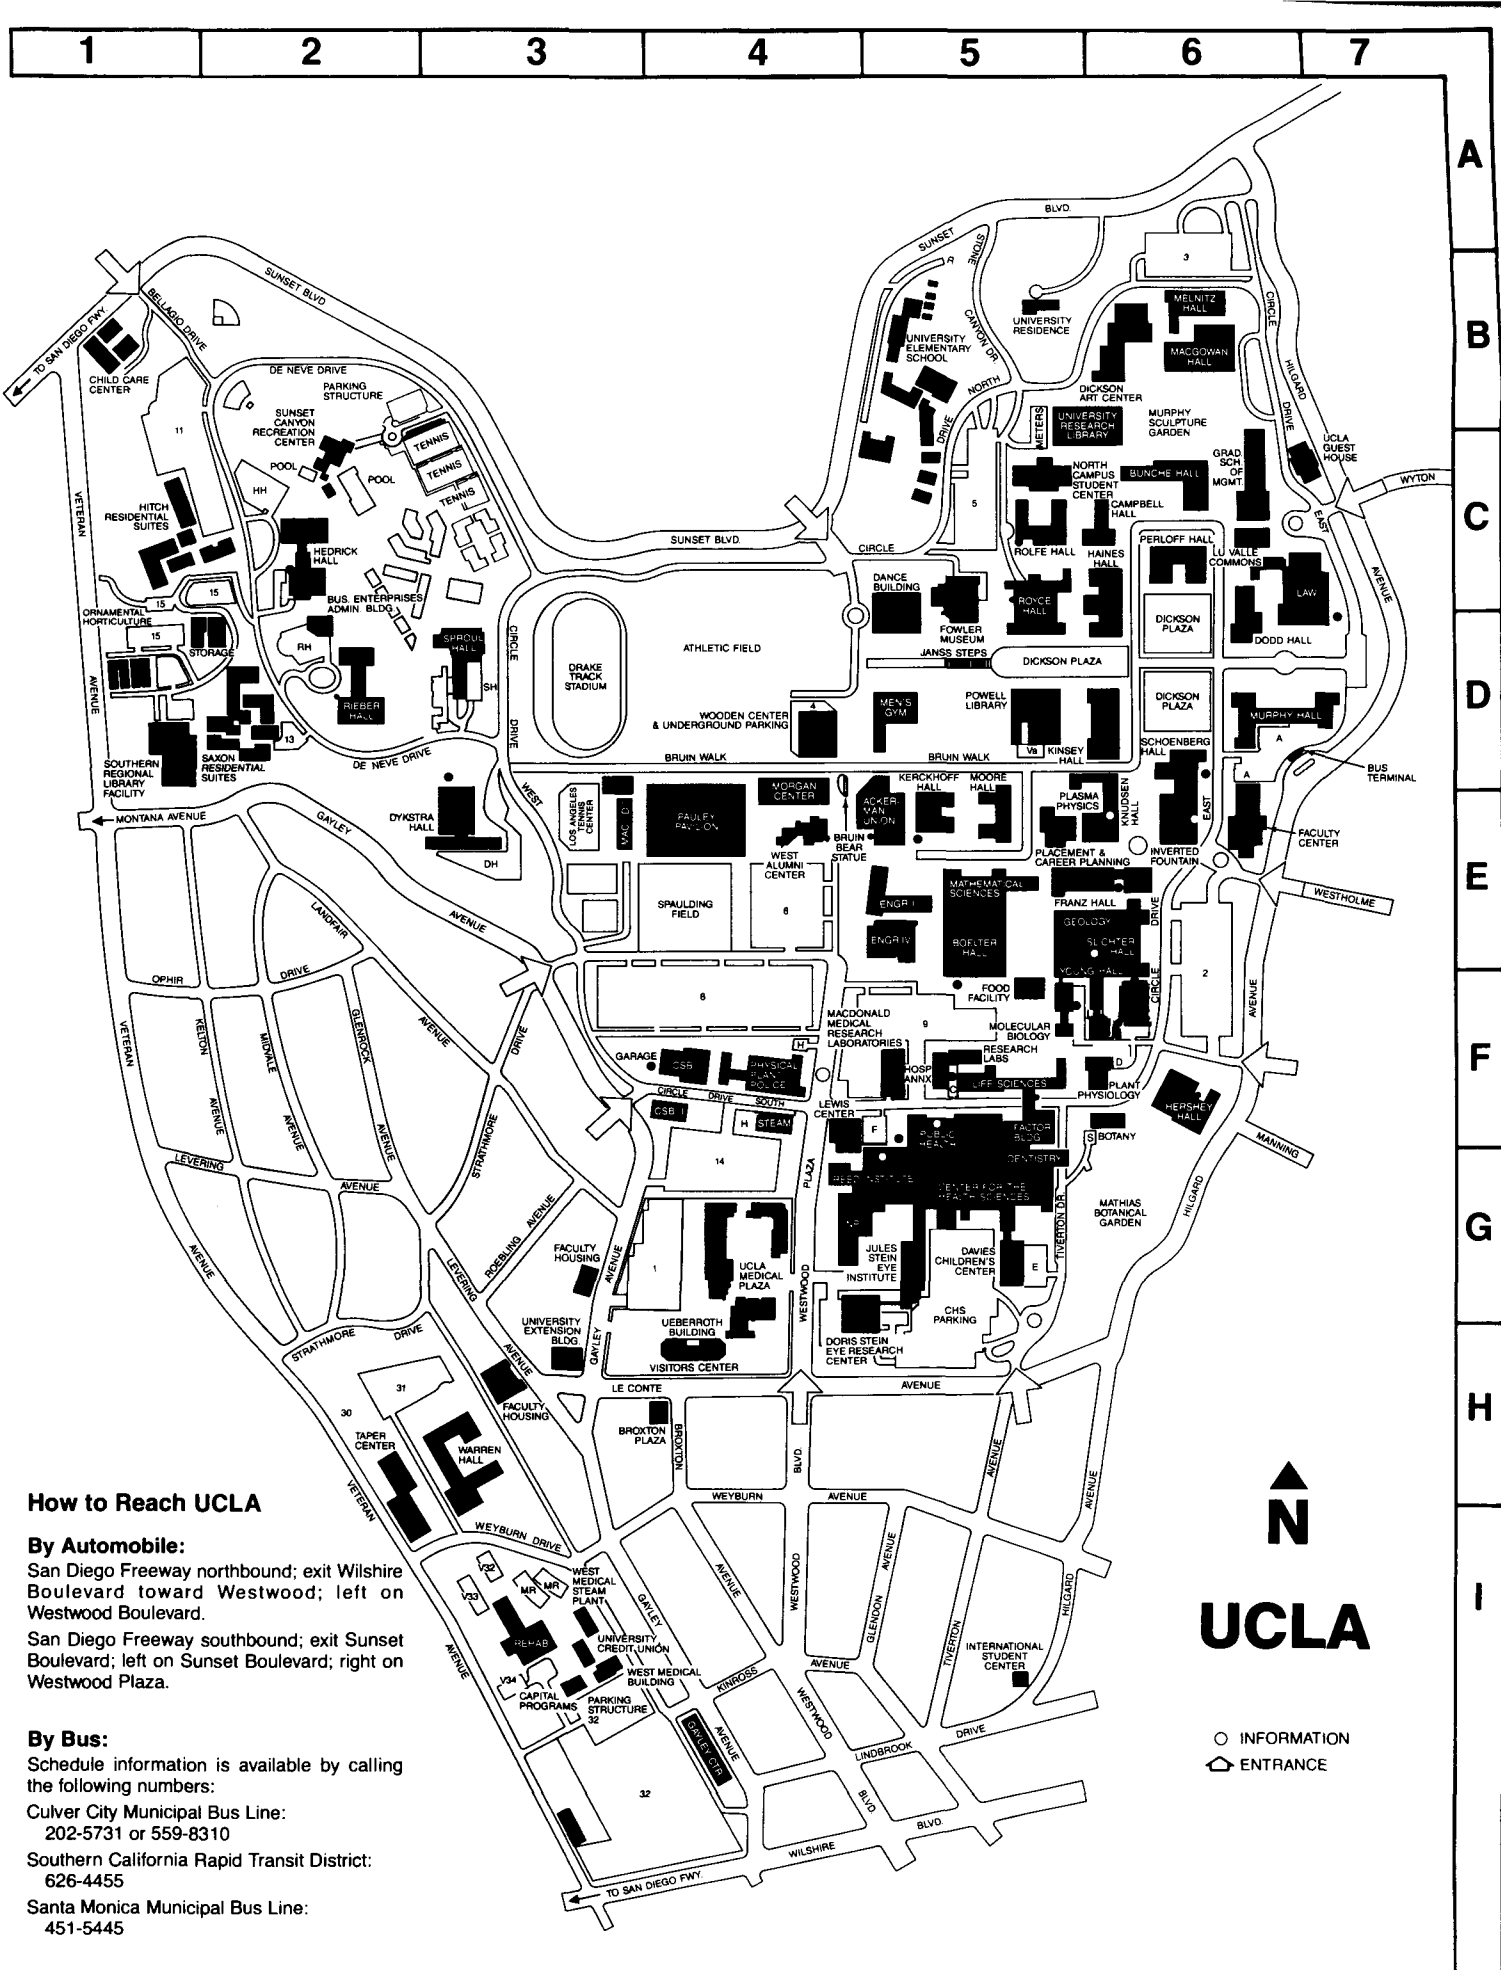 1 2 3 4 5 6 7
A
B
C
D
E
F
G
H
I
BLVD.
SUNSET
STONE
CANYON DR.
R
3
SUNSET BLVD
BELLAGIO DRIVE
TO SAN DIEGO FWY.
CHILD CARE
CENTER
UNIVERSITY
RESIDENCE
UNIVERSITY
ELEMENTARY
SCHOOL
MELNITZ
HALL
MACGOWAN
HALL
CIRCLE
DRIVE
HILGARD
DICKSON
ART CENTER
NORTH
DRIVE
METERS
UNIVERSITY
RESEARCH
LIBRARY
MURPHY
SCULPTURE
GARDEN
DE NEVE DRIVE
PARKING
STRUCTURE
SUNSET
CANYON
RECREATION
CENTER
TENNIS
TENNIS
TENNIS
POOL
POOL
HH
11
VETERAN
HITCH
RESIDENTIAL
SUITES
HEDRICK
HALL
GRAD.
SCH.
OF
MGMT.
UCLA
GUEST
HOUSE
WYTON
NORTH
CAMPUS
STUDENT
CENTER
BUNCHE HALL
CAMPBELL
HALL
5
ROLFE HALL
HAINES
HALL
PERLOFF HALL
LU VALLE
COMMONS
EAST
AVENUE
SUNSET BLVD.
CIRCLE
DANCE
BUILDING
ROYCE
HALL
LAW
15
15
15
ORNAMENTAL
HORTICULTURE
BUS. ENTERPRISES
ADMIN. BLDG.
STORAGE
RH
SPROUL
HALL
SH
CIRCLE
DRIVE
DRAKE
TRACK
STADIUM
ATHLETIC FIELD
FOWLER
MUSEUM
JANSS STEPS
DICKSON PLAZA
DICKSON
PLAZA
DODD HALL
AVENUE
RIEBER
HALL
13
SAXON
RESIDENTIAL
SUITES
SOUTHERN
REGIONAL
LIBRARY
FACILITY
DE NEVE DRIVE
WOODEN CENTER
& UNDERGROUND PARKING
4
MEN'S
GYM
POWELL
LIBRARY
Va
KINSEY
HALL
DICKSON
PLAZA
MURPHY HALL
A
A
SCHOENBERG
HALL
BRUIN WALK
BRUIN WALK
BUS
TERMINAL
MONTANA AVENUE
GAYLEY
DYKSTRA
HALL
DH
WEST
LOS ANGELES
TENNIS
CENTER
MAC D
PAULEY
PAVILION
MORGAN
CENTER
WEST
ALUMNI
CENTER
BRUIN
BEAR
STATUE
ACKER-
MAN
UNION
KERCKHOFF
HALL
MOORE
HALL
PLASMA
PHYSICS
KNUDSEN
HALL
EAST
PLACEMENT &
CAREER PLANNING
INVERTED
FOUNTAIN
FACULTY
CENTER
AVENUE
SPAULDING
FIELD
6
ENGR I
MATHEMATICAL
SCIENCES
FRANZ HALL
WESTHOLME
ENGR IV
BOELTER
HALL
GEOLOGY
SLICHTER
HALL
YOUNG HALL
DRIVE
CIRCLE
2
AVENUE
LANDFAIR
DRIVE
OPHIR
VETERAN
KELTON
MIDVALE
GLENROCK
AVENUE
DRIVE
8
FOOD
FACILITY
9
MACDONALD
MEDICAL
RESEARCH
LABORATORIES
MOLECULAR
BIOLOGY
H
GARAGE
CSB
PHYSICAL
PLANT
POLICE
HOSP
ANNX
C
RESEARCH
LABS
LIFE SCIENCES
D
PLANT
PHYSIOLOGY
HERSHEY
HALL
CIRCLE DRIVE SOUTH
CSB I
H
STEAM
LEWIS
CENTER
F
PUBLIC
HEALTH
FACTOR
BLDG
S
BOTANY
MANNING
AVENUE
AVENUE
AVENUE
STRATHMORE
LEVERING
AVENUE
14
PLAZA
REED INSTITUTE
DENTISTRY
CENTER FOR THE
HEALTH SCIENCES
NPI
MATHIAS
BOTANICAL
GARDEN
HILGARD
TIVERTON DR.
AVENUE
LEVERING
ROEBLING
AVENUE
FACULTY
HOUSING
AVENUE
1
UCLA
MEDICAL
PLAZA
WESTWOOD
JULES
STEIN
EYE
INSTITUTE
DAVIES
CHILDREN'S
CENTER
E
CHS
PARKING
STRATHMORE
DRIVE
AVENUE
UNIVERSITY
EXTENSION
BLDG.
GAYLEY
UEBERROTH
BUILDING
VISITORS CENTER
DORIS STEIN
EYE RESEARCH
CENTER
LE CONTE
AVENUE
31
30
FACULTY
HOUSING
BROXTON
PLAZA
BROXTON
TAPER
CENTER
WARREN
HALL
VETERAN
BLVD.
AVENUE
AVENUE
WEYBURN
AVENUE
WEYBURN DRIVE
N
UCLA
INFORMATION
ENTRANCE
V32
V33
MR
MR
WEST
MEDICAL
STEAM
PLANT
REHAB
UNIVERSITY
CREDIT UNION
WEST MEDICAL
BUILDING
V34
CAPITAL
PROGRAMS
PARKING
STRUCTURE
32
AVENUE
GAYLEY
AVENUE
WESTWOOD
AVENUE
GLENDON
TIVERTON
HILGARD
INTERNATIONAL
STUDENT
CENTER
KINROSS
AVENUE
GAYLEY CTR
AVENUE
WESTWOOD
LINDBROOK
DRIVE
BLVD.
32
BLVD.
WILSHIRE
TO SAN DIEGO FWY.
How to Reach UCLA
By Automobile:
San Diego Freeway northbound; exit Wilshire
Boulevard toward Westwood; left on
Westwood Boulevard.
San Diego Freeway southbound; exit Sunset
Boulevard; left on Sunset Boulevard; right on
Westwood Plaza.
By Bus:
Schedule information is available by calling
the following numbers:
Culver City Municipal Bus Line:
202-5731 or 559-8310
Southern California Rapid Transit District:
626-4455
Santa Monica Municipal Bus Line:
451-5445